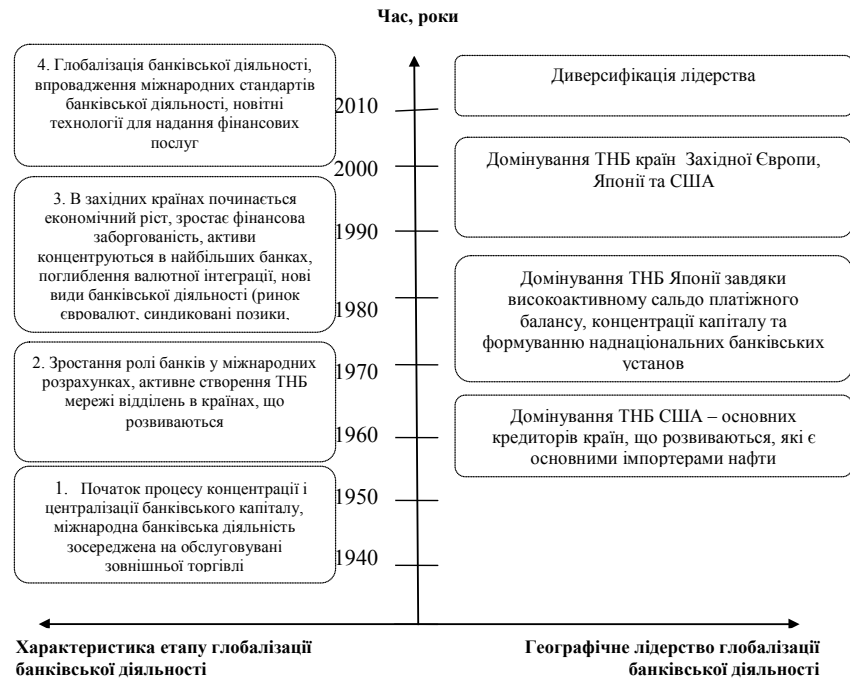 Час, роки
4. Глобалізація банківської діяльності,
впровадження міжнародних стандартів
банківської діяльності, новітні
технології для надання фінансових
послуг
3. В західних країнах починається
економічний ріст, зростає фінансова
заборгованість, активи
концентруються в найбільших банках,
поглиблення валютної інтеграції, нові
види банківської діяльності (ринок
євровалют, синдиковані позики,
2. Зростання ролі банків у міжнародних
розрахунках, активне створення ТНБ
мережі відділень в країнах, що
розвиваються
1. Початок процесу концентрації і
централізації банківського капіталу,
міжнародна банківська діяльність
зосереджена на обслуговувані
зовнішньої торгівлі
2010
2000
1990
1980
1970
1960
1950
1940
Диверсифікація лідерства
Домінування ТНБ країн Західної Європи,
Японії та США
Домінування ТНБ Японії завдяки
високоактивному сальдо платіжного
балансу, концентрації капіталу та
формуванню наднаціональних банківських
установ
Домінування ТНБ США – основних
кредиторів країн, що розвиваються, які є
основними імпортерами нафти
Характеристика етапу глобалізації
банківської діяльності
Географічне лідерство глобалізації
банківської діяльності